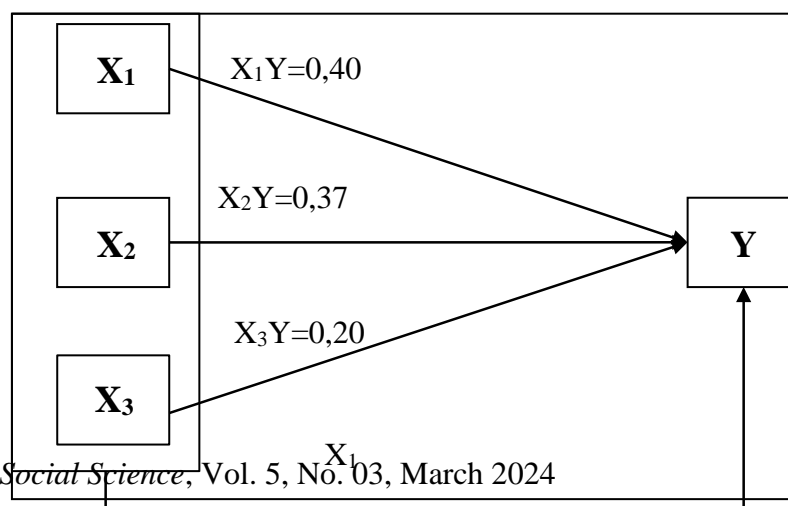 X₁
X₁Y=0,40
X₂Y=0,37
X₂
Y
X₃Y=0,20
X₃
X₁
Social Science, Vol. 5, No. 03, March 2024